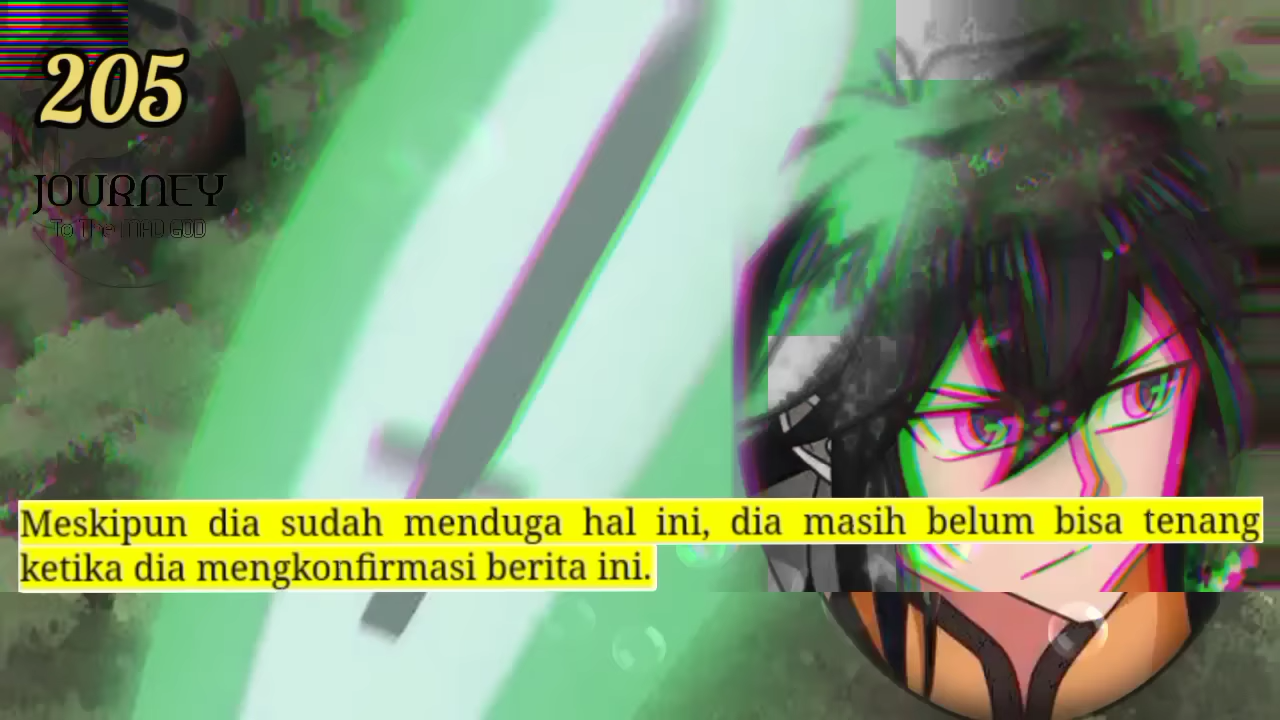 205
JOURNEY
To The MAD GOD
Meskipun dia sudah menduga hal ini, dia masih belum bisa tenang
ketika dia mengkonfirmasi berita ini.